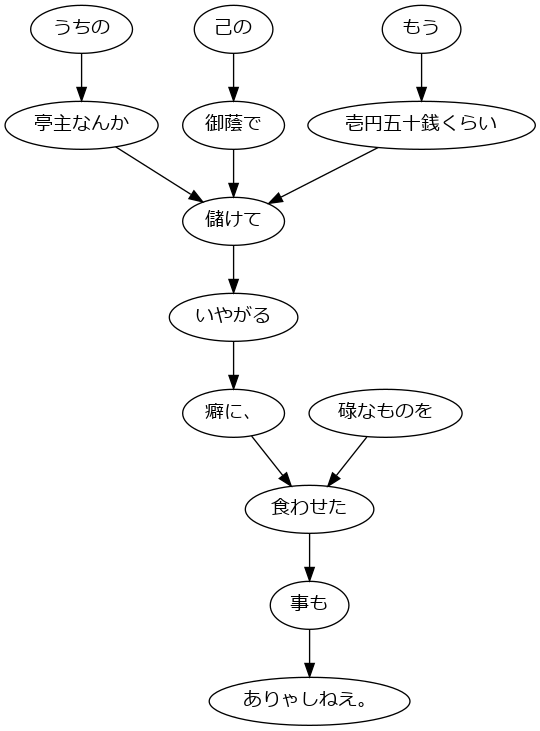 うちの 己の もう
亭主なんか 御蔭で 壱円五十銭くらい
儲けて
いやがる
癖に、 碌なものを
食わせた
事も
ありゃしねえ。